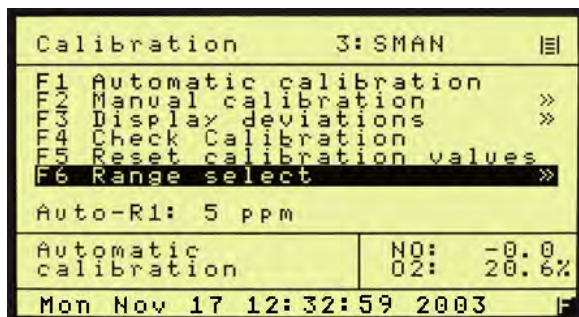 Calibration 3:SMAN
F1 Automatic calibration
F2 Manual calibration »
F3 Display deviations »
F4 Check Calibration
F5 Reset calibration values
F6 Range select »
Auto-R1: 5 ppm
Automatic NO: -0.0
calibration O2: 20.6%
Mon Nov 17 12:32:59 2003 F